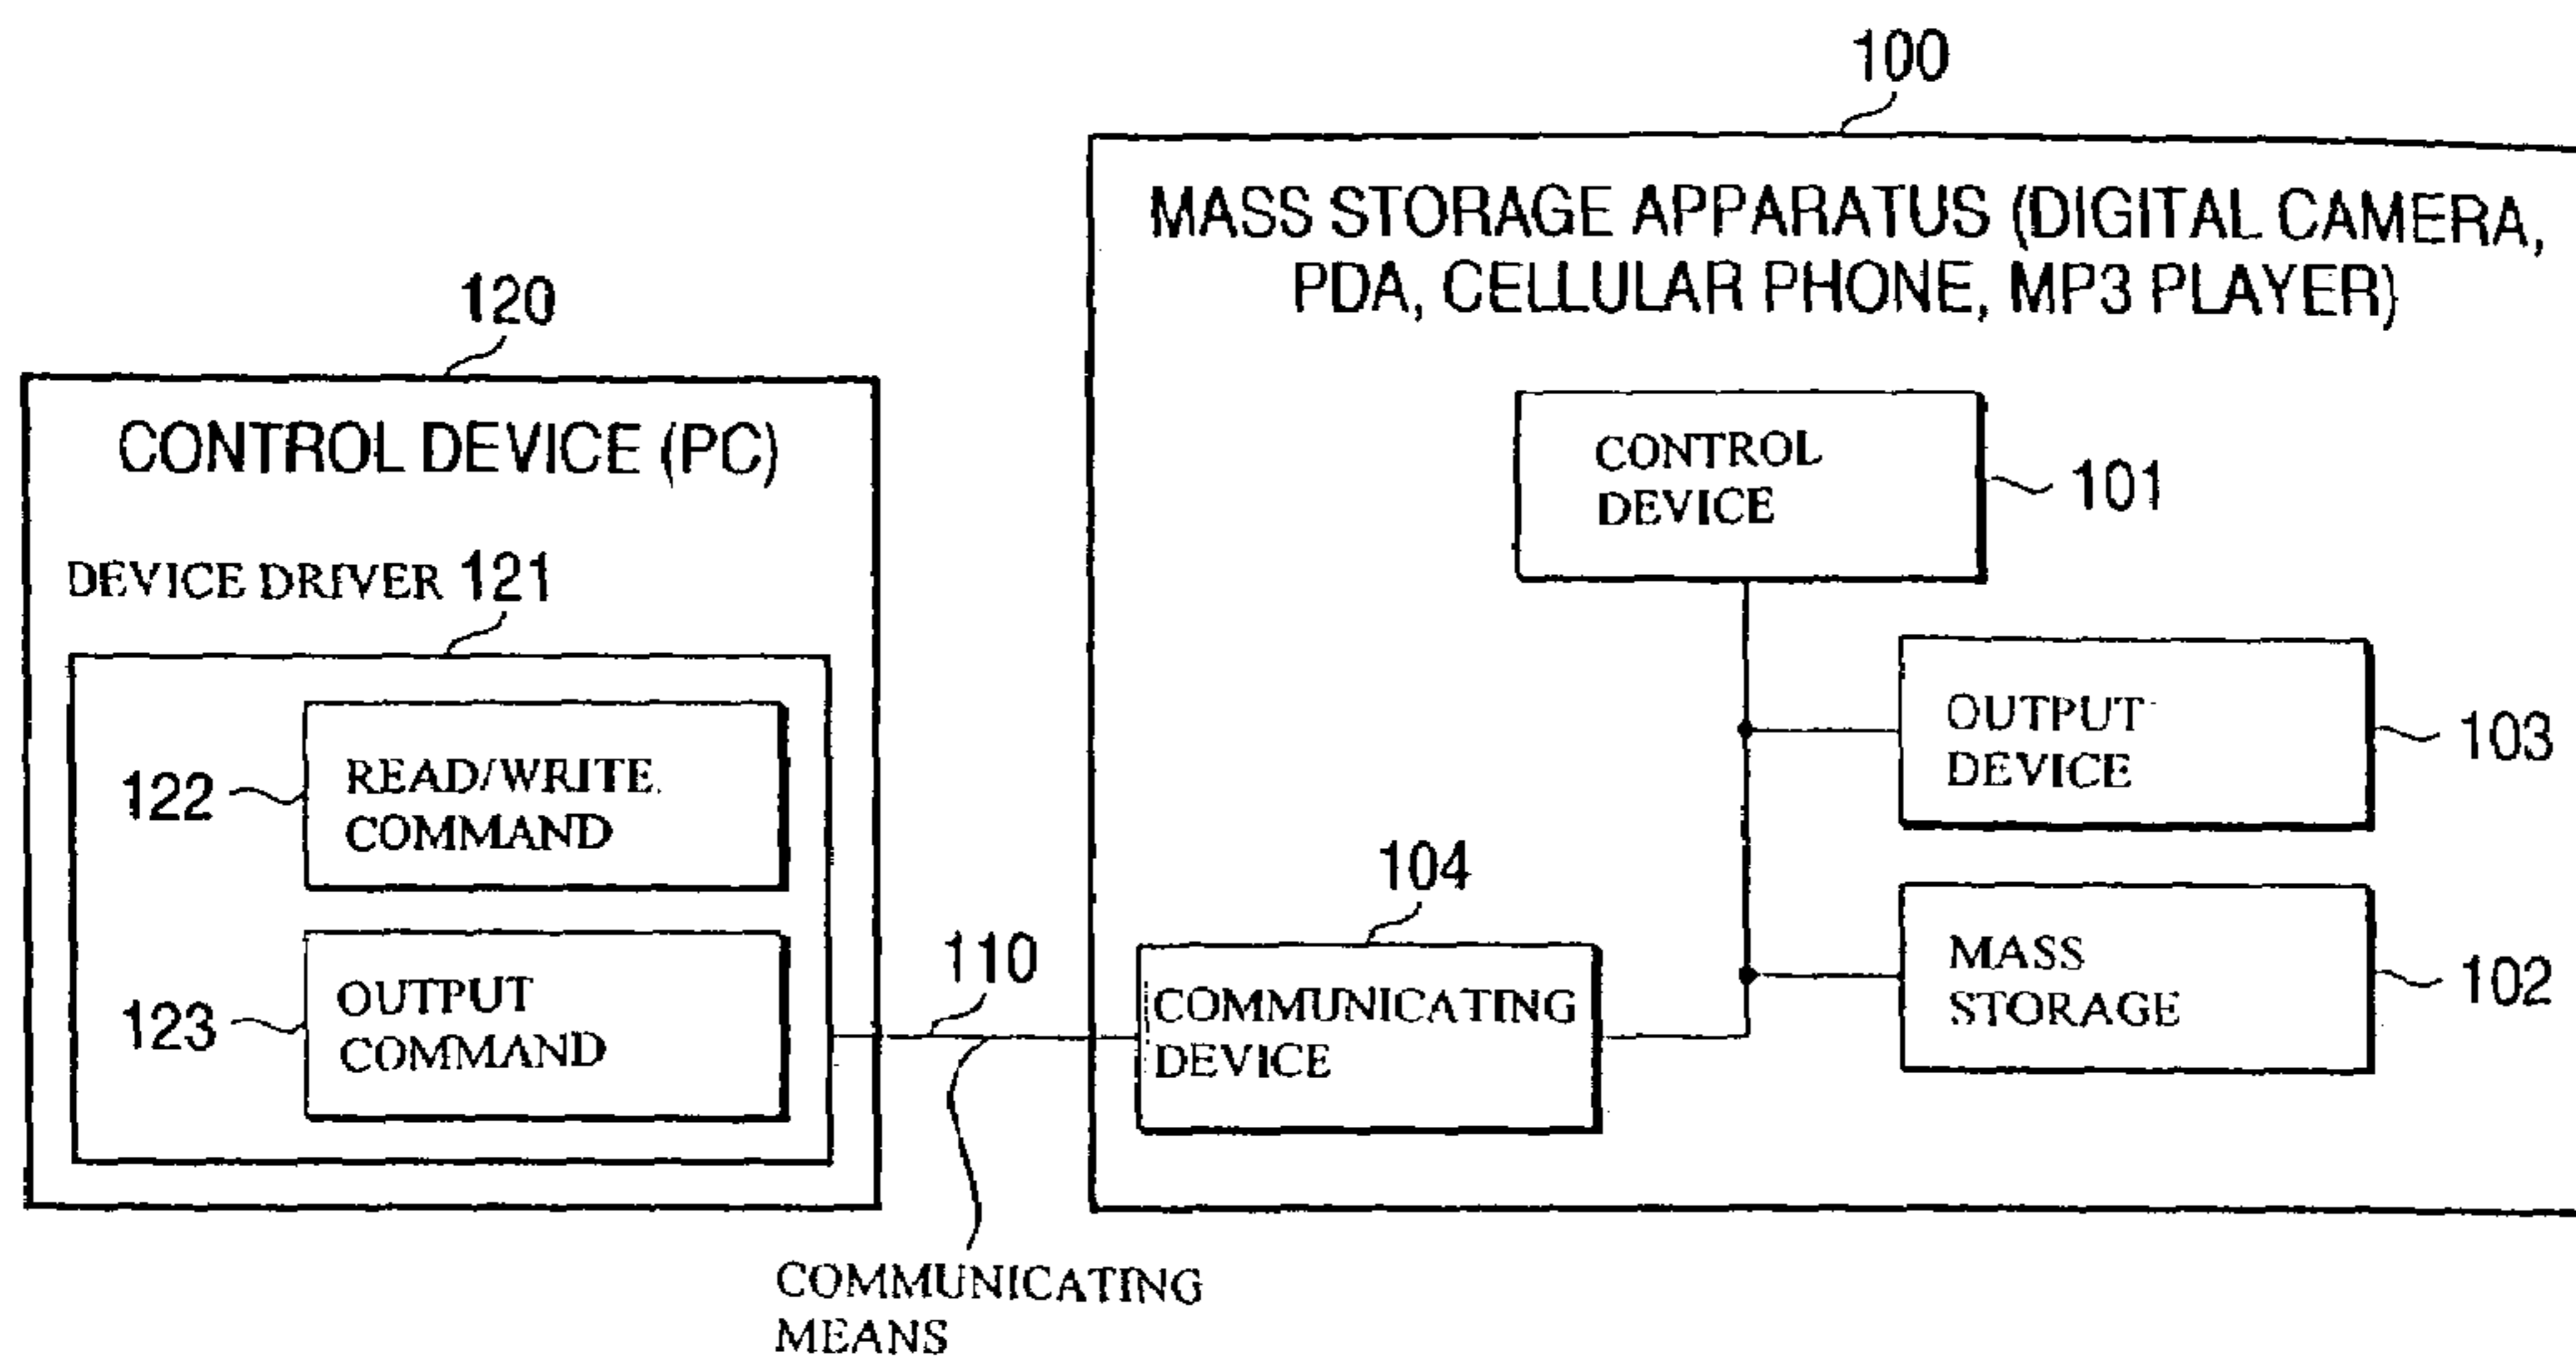 100
MASS STORAGE APPARATUS (DIGITAL CAMERA,
PDA, CELLULAR PHONE, MP3 PLAYER)
120
CONTROL DEVICE (PC)
CONTROL
DEVICE
101
DEVICE DRIVER 121
OUTPUT
DEVICE
103
122
READ/WRITE
COMMAND
104
MASS
STORAGE
102
123
OUTPUT
COMMAND
110
COMMUNICATING
DEVICE
COMMUNICATING
MEANS